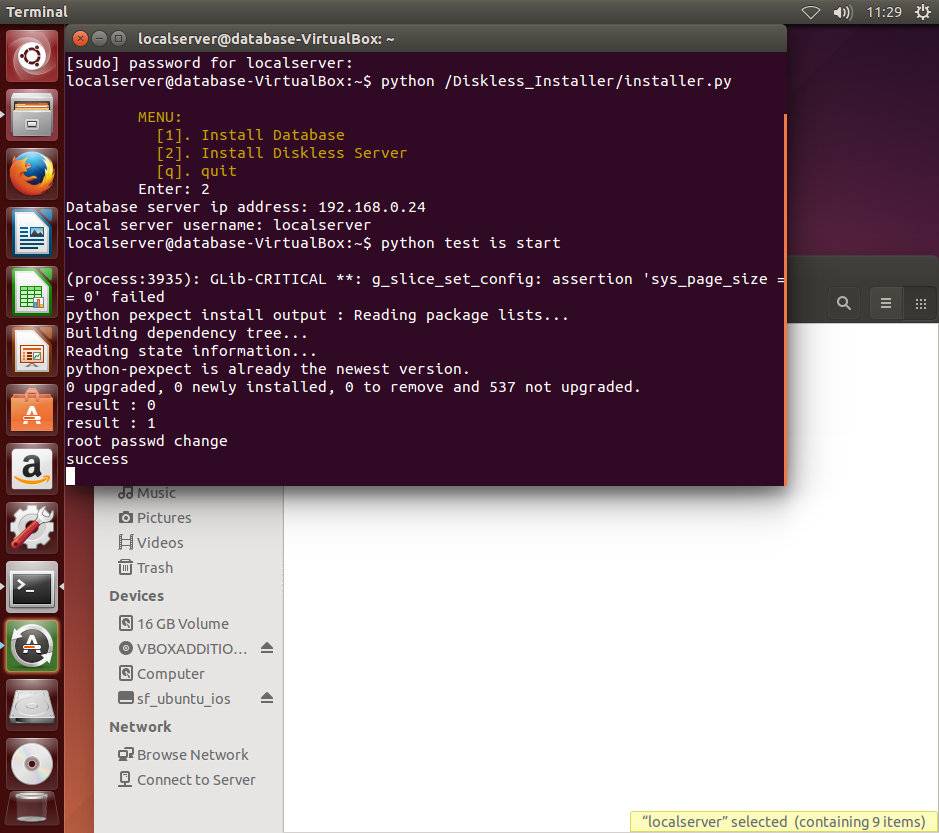 Terminal
11:29
localserver@database-VirtualBox: ~
[sudo] password for localserver:
localserver@database-VirtualBox:~$ python /Diskless_Installer/installer.py
MENU:
[1]. Install Database
[2]. Install Diskless Server
[q]. quit
Enter: 2
Database server ip address: 192.168.0.24
Local server username: localserver
localserver@database-VirtualBox:~$ python test is start
(process:3935): GLib-CRITICAL **: g_slice_set_config: assertion 'sys_page_size =
= 0' failed
python pexpect install output : Reading package lists...
Building dependency tree...
Reading state information...
python-pexpect is already the newest version.
0 upgraded, 0 newly installed, 0 to remove and 537 not upgraded.
result : 0
result : 1
root passwd change
success
Music
Pictures
Videos
Trash
Devices
16 GB Volume
VBOXADDITIO...
Computer
sf_ubuntu_ios
Network
Browse Network
Connect to Server
“localserver” selected (containing 9 items)